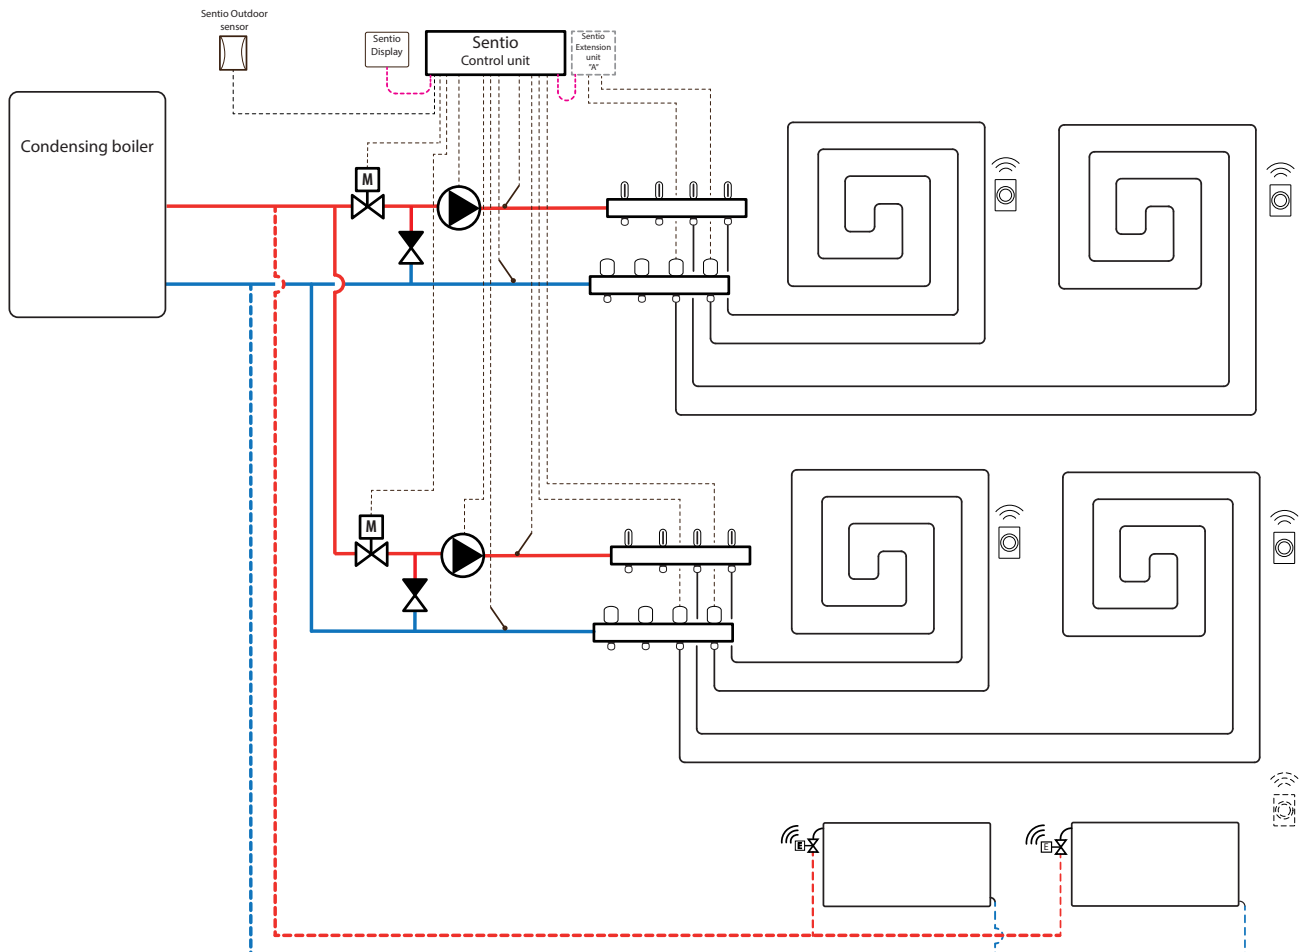 Sentio Outdoor
sensor
Sentio
Display
Sentio
Control unit
Sentio
Extension
unit
"A"
Condensing boiler
M
M
E
E